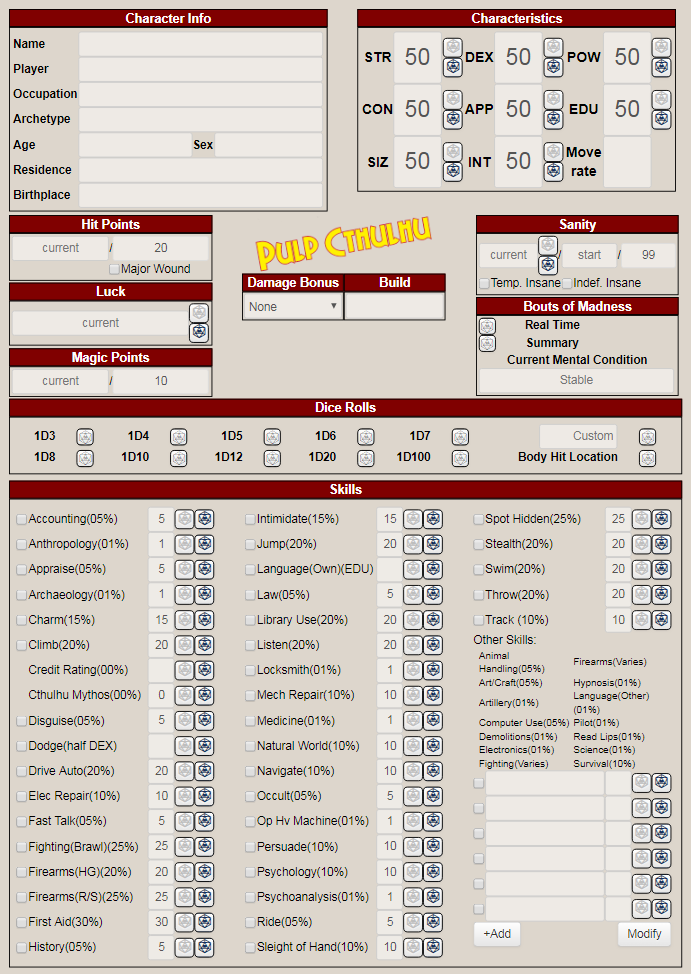 Character Info
Name
Player
Occupation
Archetype
Age Sex
Residence
Birthplace
Characteristics
STR 50 DEX 50 POW 50
CON 50 APP 50 EDU 50
SIZ 50 INT 50 Move
rate
Hit Points
current / 20
Major Wound
Luck
current
Magic Points
current / 10
Pulp Cthulhu
Damage Bonus Build
None
Sanity
current / start / 99
Temp. Insane Indef. Insane
Bouts of Madness
Real Time
Summary
Current Mental Condition
Stable
Dice Rolls
1D3 1D4 1D5 1D6 1D7 Custom
1D8 1D10 1D12 1D20 1D100 Body Hit Location
Skills
Accounting(05%) 5
Anthropology(01%) 1
Appraise(05%) 5
Archaeology(01%) 1
Charm(15%) 15
Climb(20%) 20
Credit Rating(00%)
Cthulhu Mythos(00%) 0
Disguise(05%) 5
Dodge(half DEX)
Drive Auto(20%) 20
Elec Repair(10%) 10
Fast Talk(05%) 5
Fighting(Brawl)(25%) 25
Firearms(HG)(20%) 20
Firearms(R/S)(25%) 25
First Aid(30%) 30
History(05%) 5
Intimidate(15%) 15
Jump(20%) 20
Language(Own)(EDU)
Law(05%) 5
Library Use(20%) 20
Listen(20%) 20
Locksmith(01%) 1
Mech Repair(10%) 10
Medicine(01%) 1
Natural World(10%) 10
Navigate(10%) 10
Occult(05%) 5
Op Hv Machine(01%) 1
Persuade(10%) 10
Psychology(10%) 10
Psychoanalysis(01%) 1
Ride(05%) 5
Sleight of Hand(10%) 10
Spot Hidden(25%) 25
Stealth(20%) 20
Swim(20%) 20
Throw(20%) 20
Track (10%) 10
Other Skills:
Animal
Handling(05%) Firearms(Varies)
Art/Craft(05%) Hypnosis(01%)
Artillery(01%) Language(Other)
(01%)
Computer Use(05%) Pilot(01%)
Demolitions(01%) Read Lips(01%)
Electronics(01%) Science(01%)
Fighting(Varies) Survival(10%)
+Add Modify